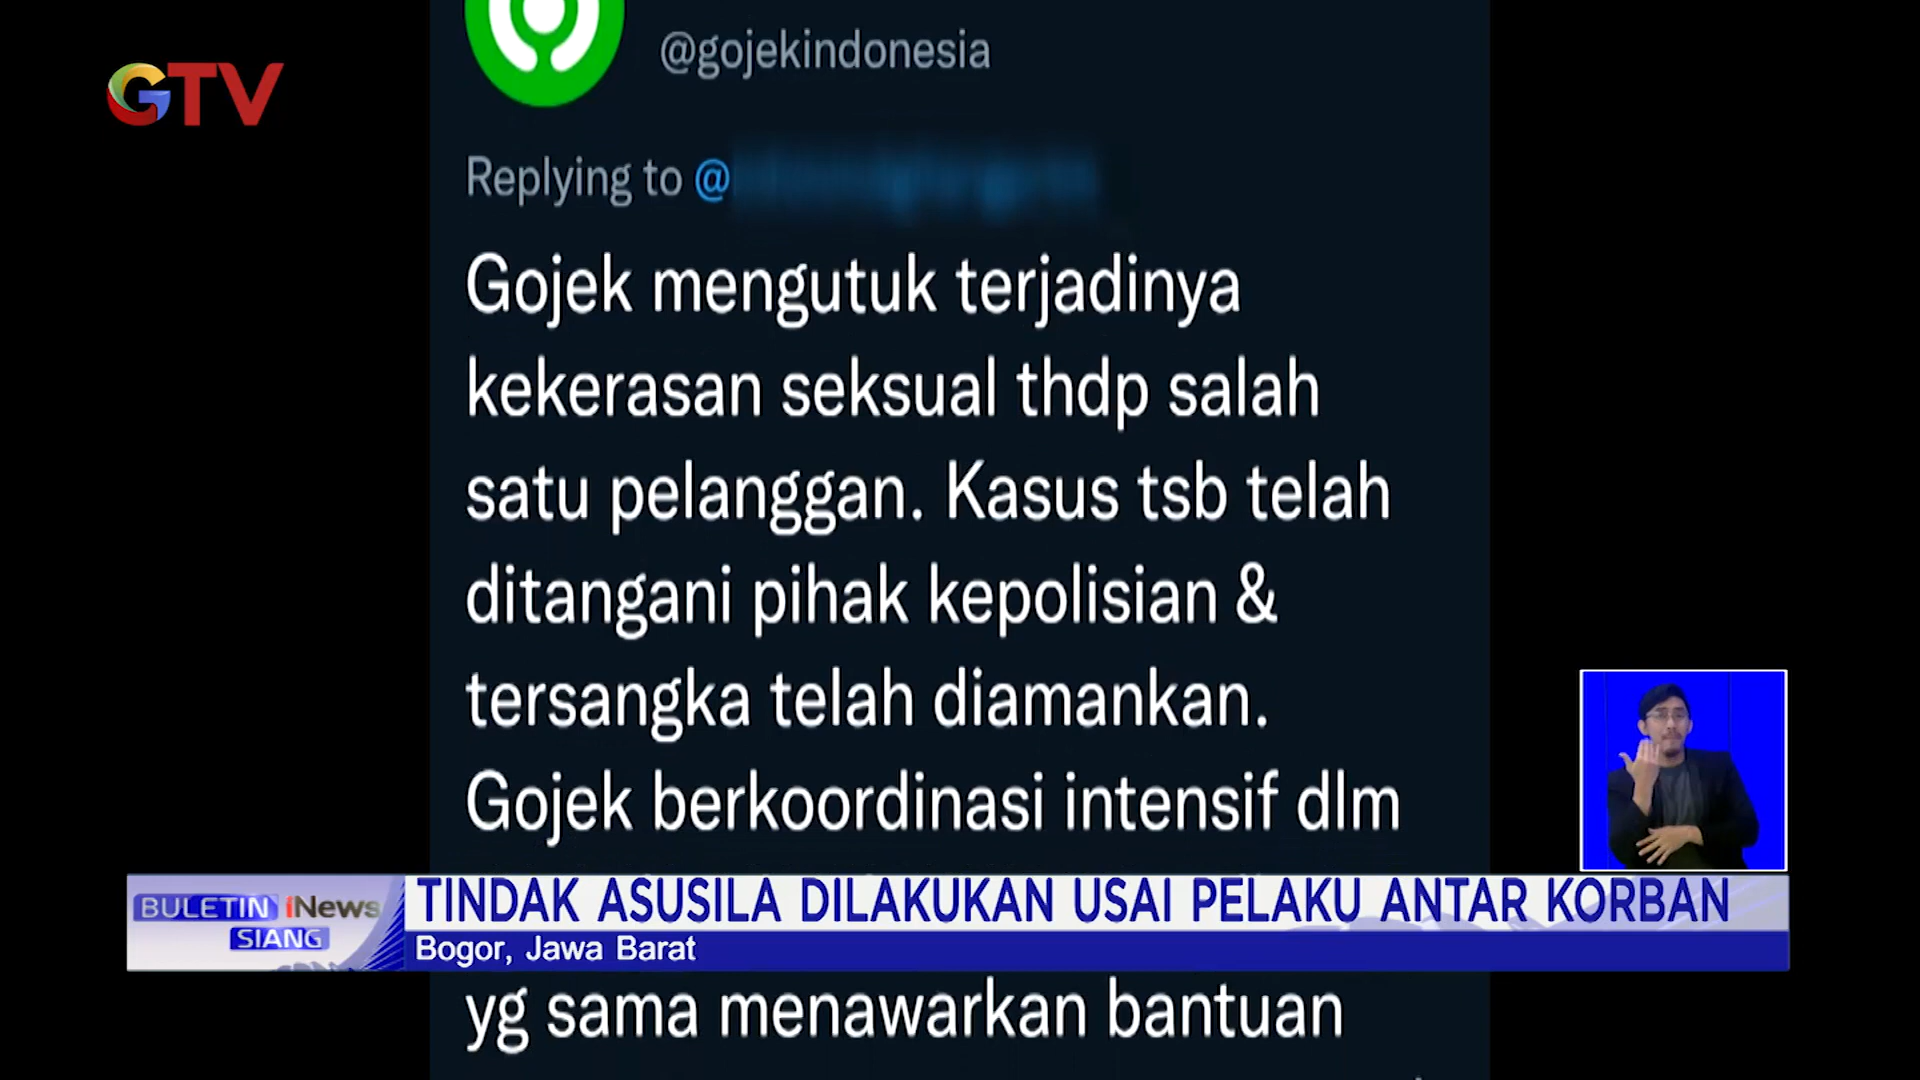 GTV
@gojekindonesia
Replying to @
Gojek mengutuk terjadinya
kekerasan seksual thdp salah
satu pelanggan. Kasus tsb telah
ditangani pihak kepolisian &
tersangka telah diamankan.
Gojek berkoordinasi intensif dlm
BULETIN iNews
SIANG
TINDAK ASUSILA DILAKUKAN USAI PELAKU ANTAR KORBAN
Bogor, Jawa Barat
yg sama menawarkan bantuan